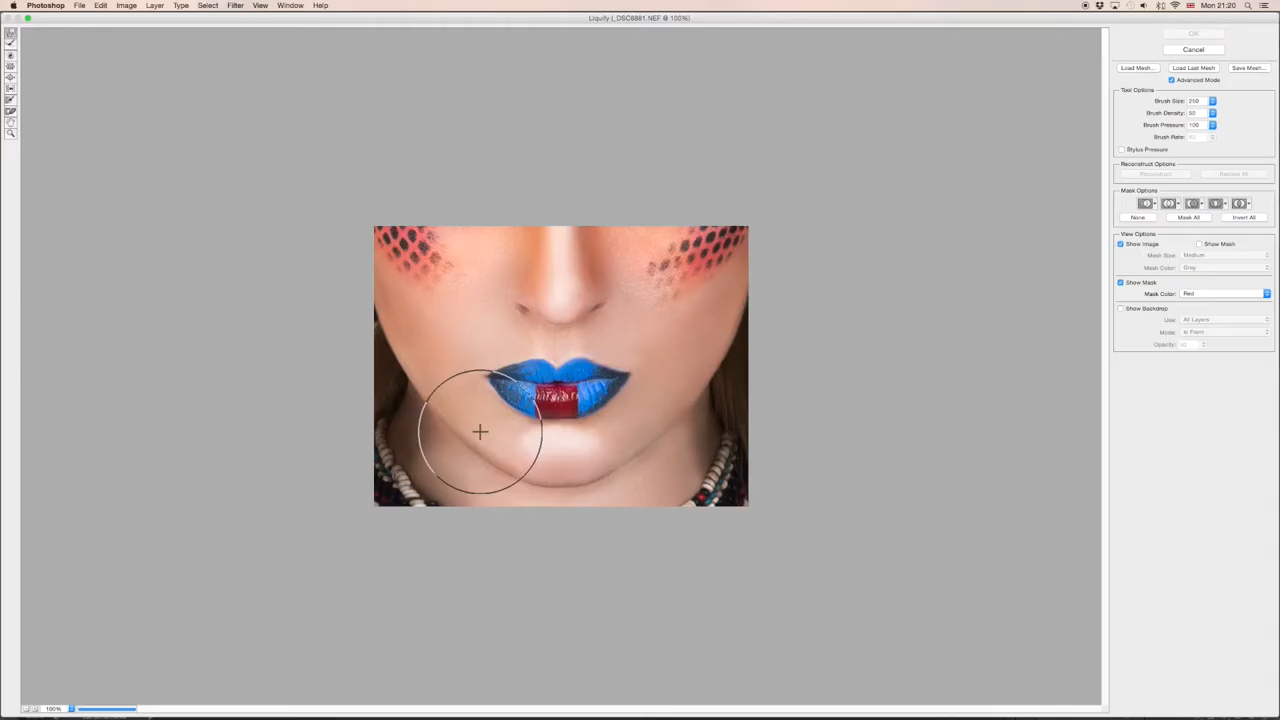 Photoshop File Edit Image Layer Type Select Filter View Window Help Mon 21:20
Liquify (_DSC8881.NEF @ 100%)
OK
Cancel
Load Mesh... Load Last Mesh Save Mesh...
Advanced Mode
Tool Options
Brush Size: 250
Brush Density: 50
Brush Pressure: 100
Brush Rate:
Stylus Pressure
Reconstruct Options
Reconstruct Restore All
Mask Options
None Mask All Invert All
View Options
Show Image Show Mesh
Mesh Size: Medium
Mesh Color: Gray
Show Mask
Mask Color: Red
Show Backdrop
Use: All Layers
Mode: In Front
Opacity:
100%